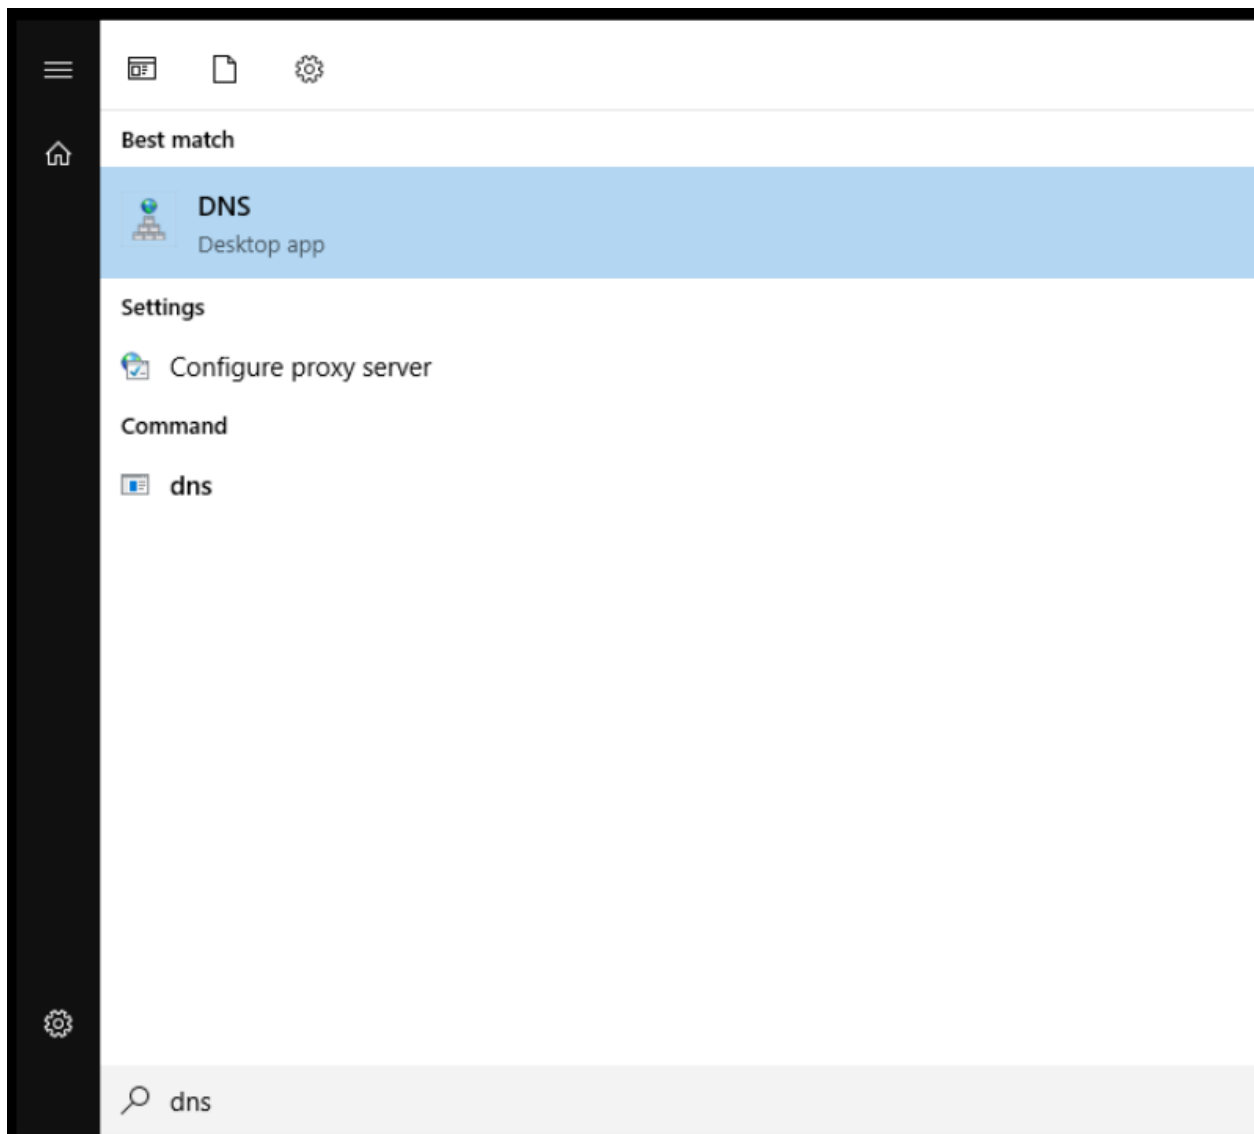 Best match
DNS
Desktop app
Settings
Configure proxy server
Command
dns
dns